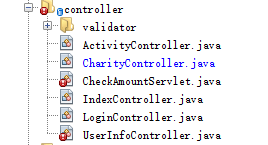 controller
validator
ActivityController.java
CharityController.java
CheckAmountServlet.java
IndexController.java
LoginController.java
UserInfoController.java